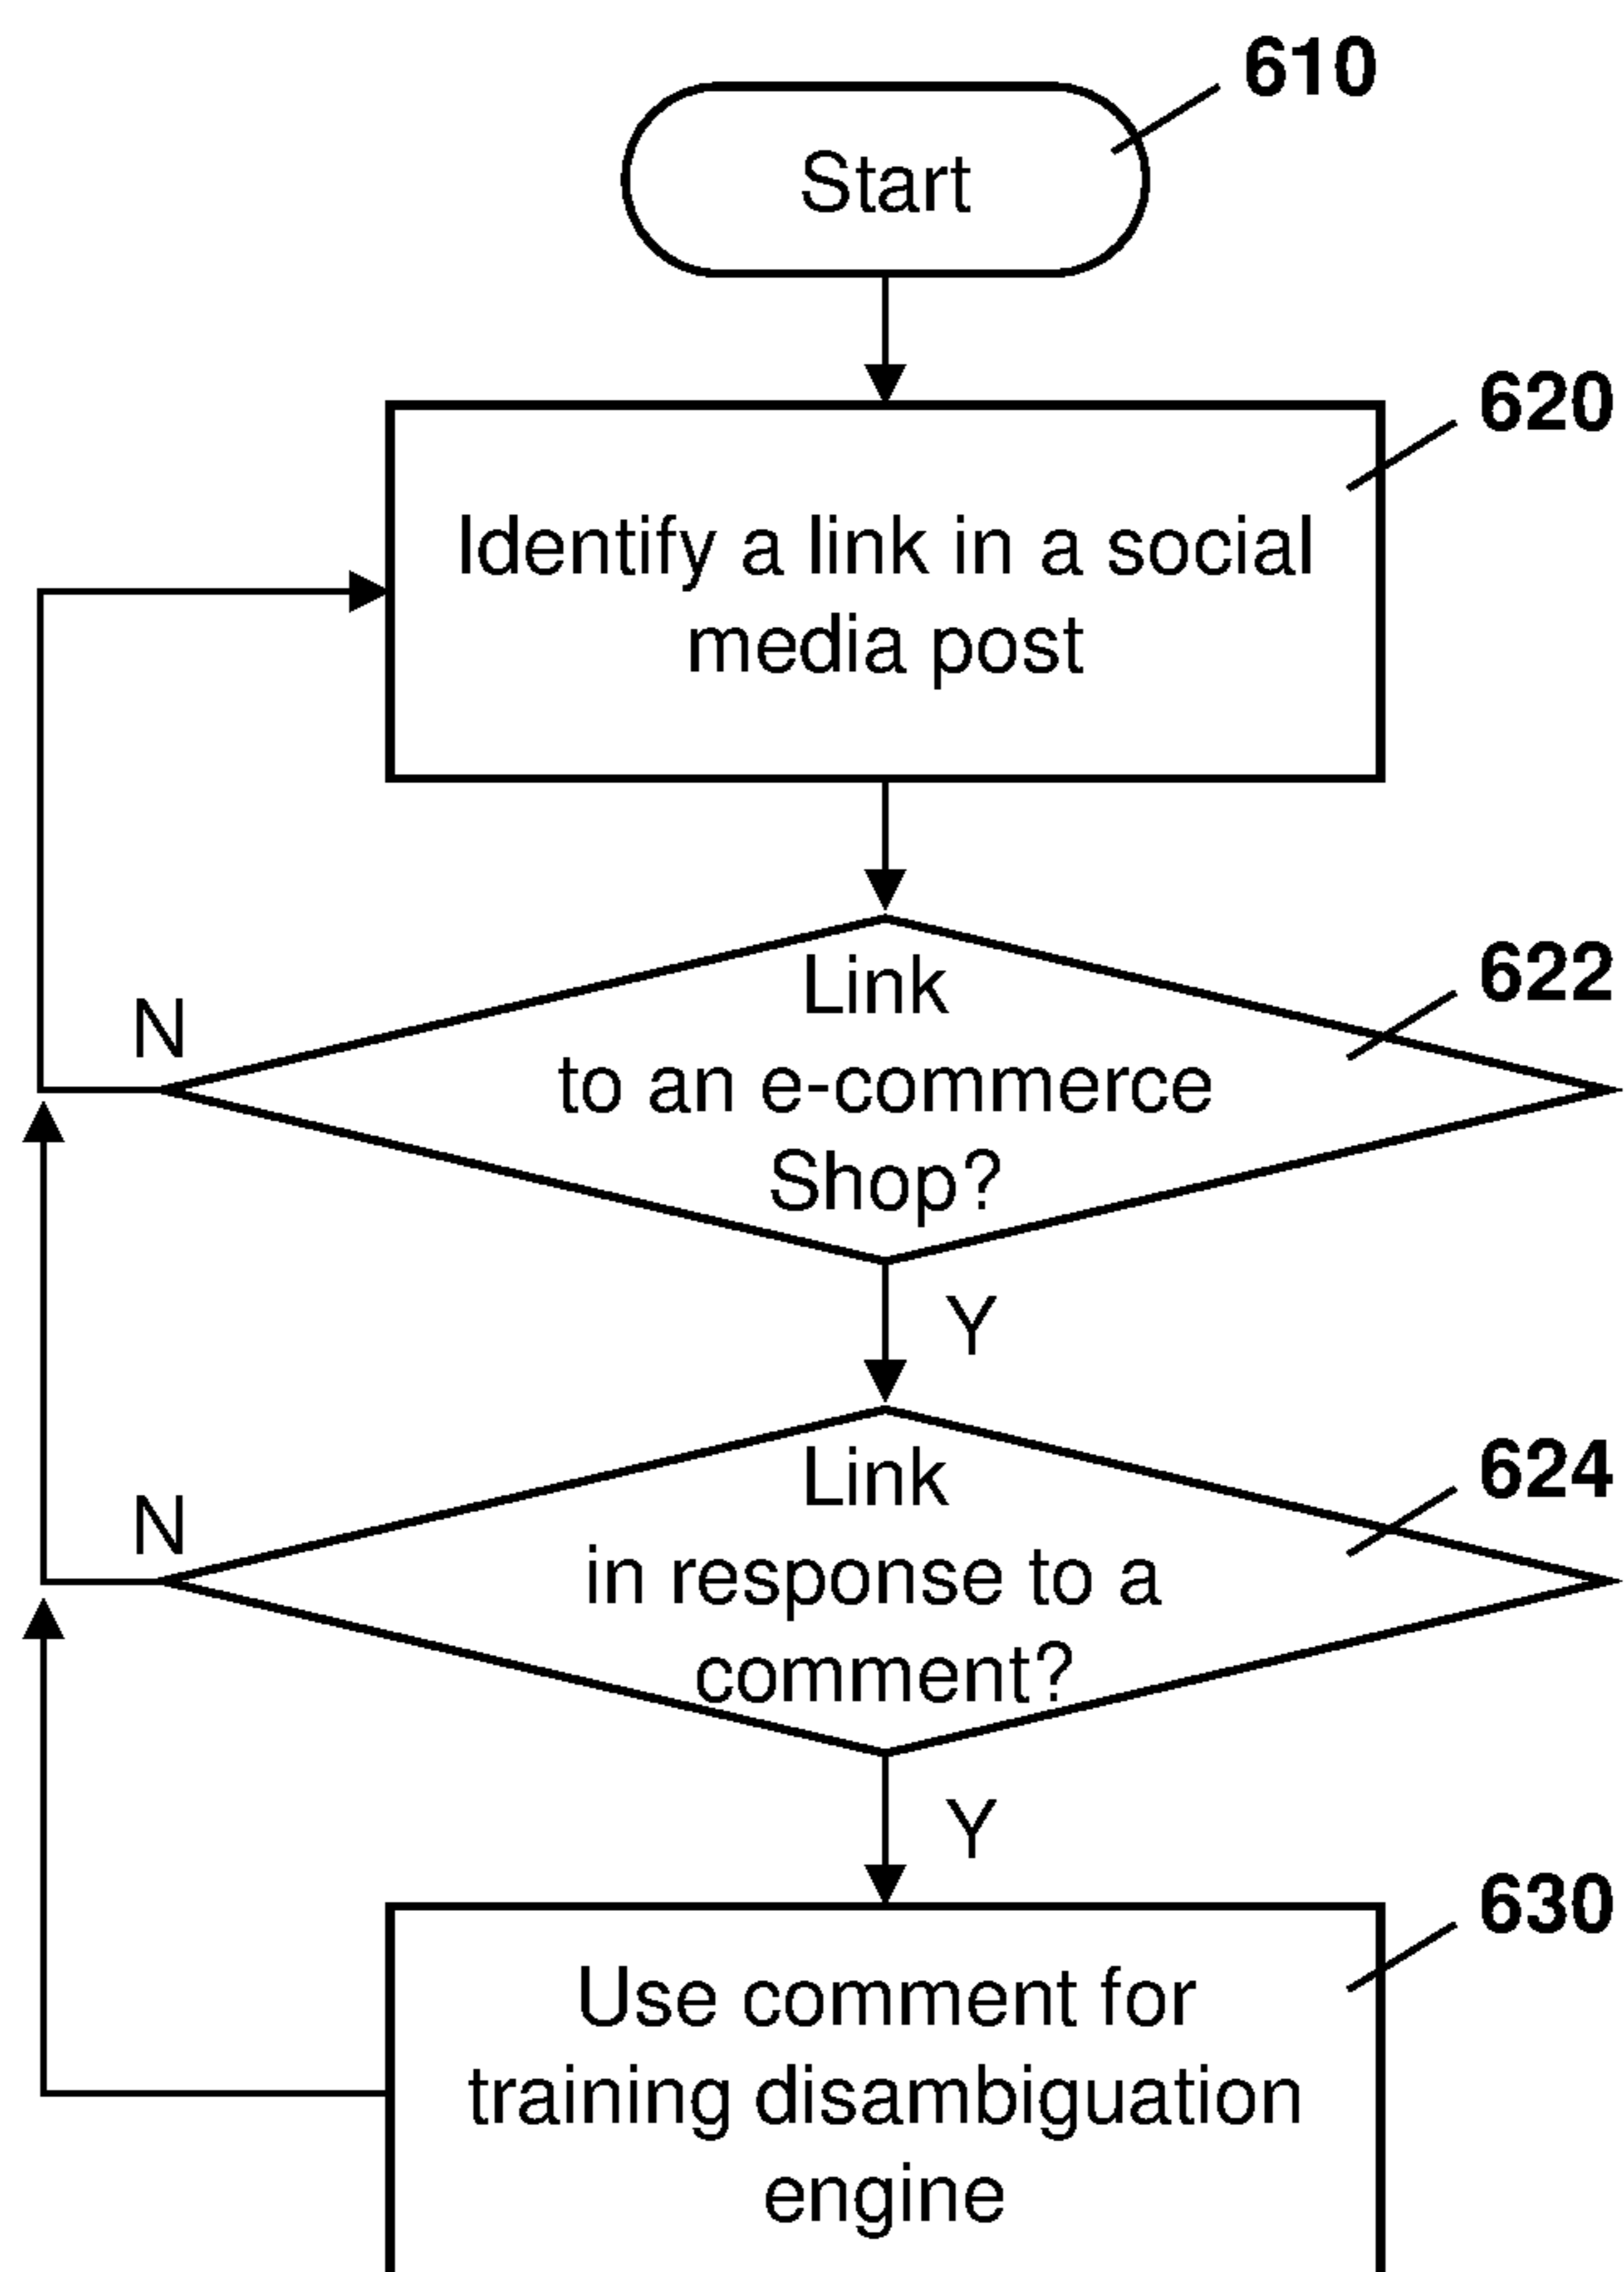 610
Start
620
Identify a link in a social
media post
622
Link
N
to an e-commerce
Shop?
Y
624
Link
N
in response to a
comment?
Y
630
Use comment for
training disambiguation
engine